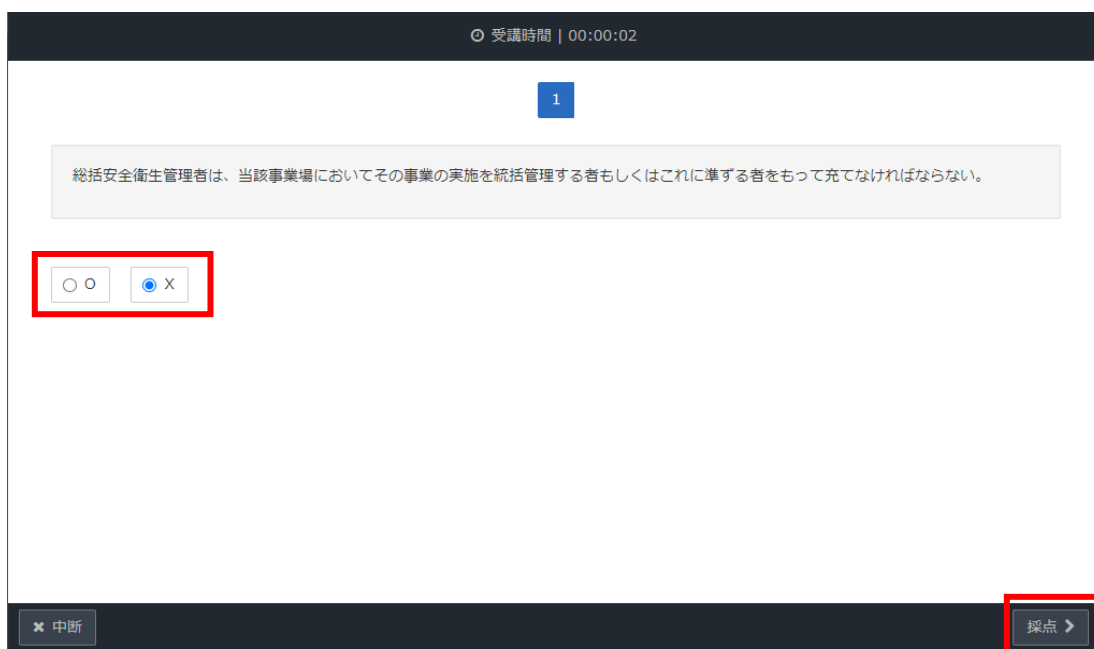 受講時間 | 00:00:02
1
総括安全衛生管理者は、当該事業場においてその事業の実施を統括管理する者もしくはこれに準ずる者をもって充てなければならない。
O X
中断 採点